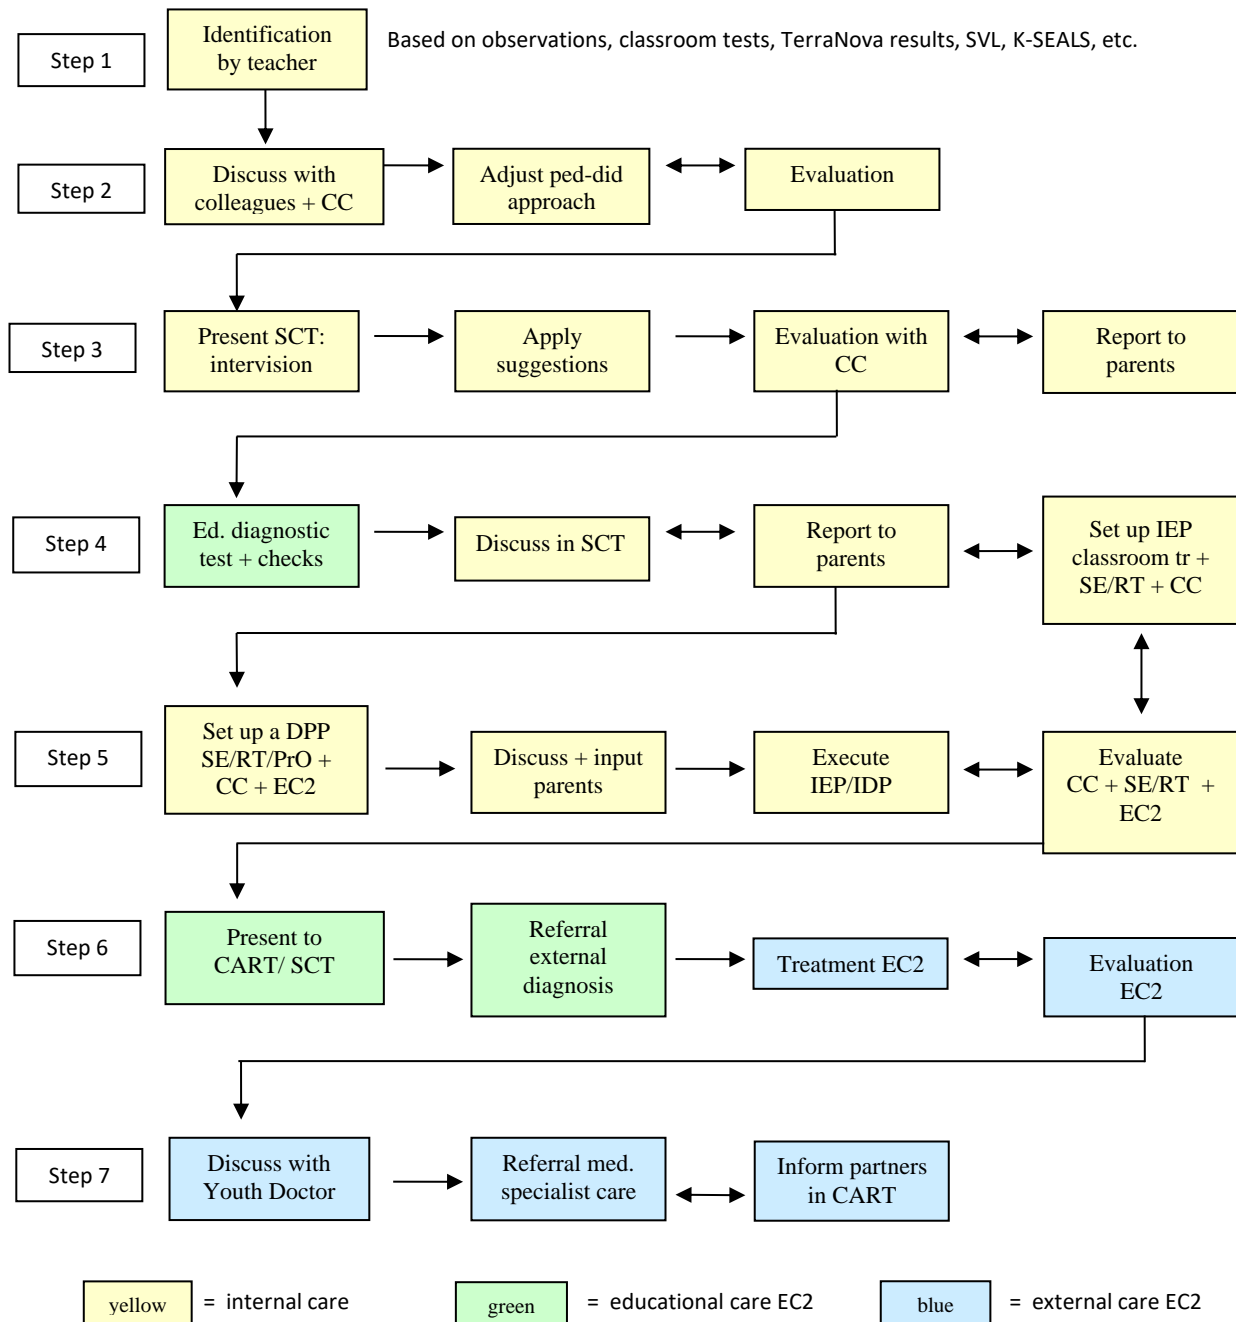 Step 1
Identification
by teacher
Based on observations, classroom tests, TerraNova results, SVL, K-SEALS, etc.
Step 2
Discuss with
colleagues + CC
Adjust ped-did
approach
Evaluation
Step 3
Present SCT:
intervision
Apply
suggestions
Evaluation with
CC
Report to
parents
Step 4
Ed. diagnostic
test + checks
Discuss in SCT
Report to
parents
Set up IEP
classroom tr +
SE/RT + CC
Step 5
Set up a DPP
SE/RT/PrO +
CC + EC2
Discuss + input
parents
Execute
IEP/IDP
Evaluate
CC + SE/RT +
EC2
Step 6
Present to
CART/ SCT
Referral
external
diagnosis
Treatment EC2
Evaluation
EC2
Step 7
Discuss with
Youth Doctor
Referral med.
specialist care
Inform partners
in CART
yellow = internal care
green = educational care EC2
blue = external care EC2